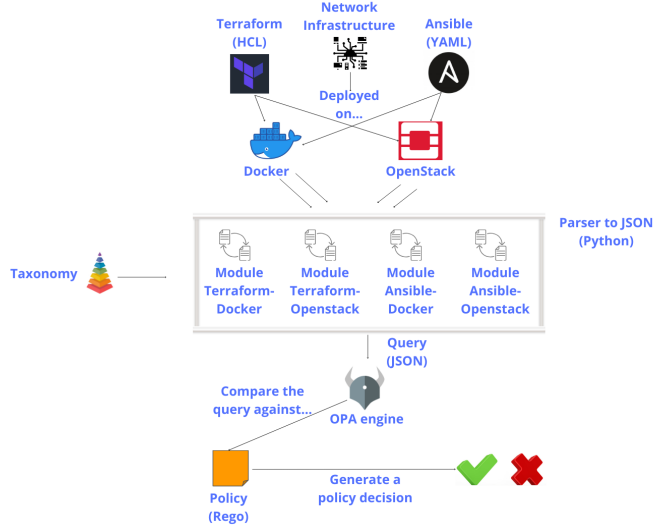 Terraform
(HCL)
Network
Infrastructure
Ansible
(YAML)
Deployed
on...
Docker
OpenStack
Parser to JSON
(Python)
Taxonomy
Module
Terraform-
Docker
Module
Terraform-
Openstack
Module
Ansible-
Docker
Module
Ansible-
Openstack
Query
(JSON)
Compare the
query against...
OPA engine
Generate a
policy decision
Policy
(Rego)